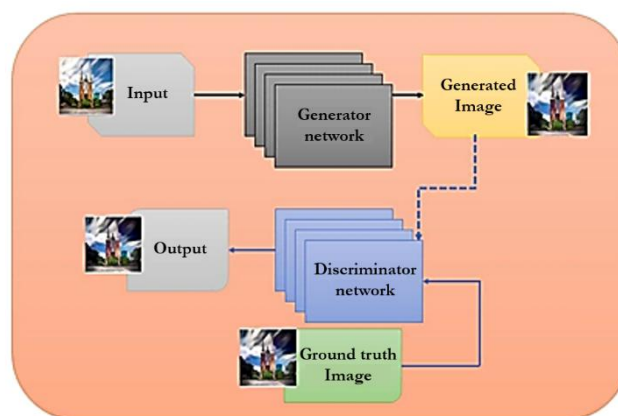 Input
Generator
network
Generated
Image
Output
Discriminator
network
Ground truth
Image